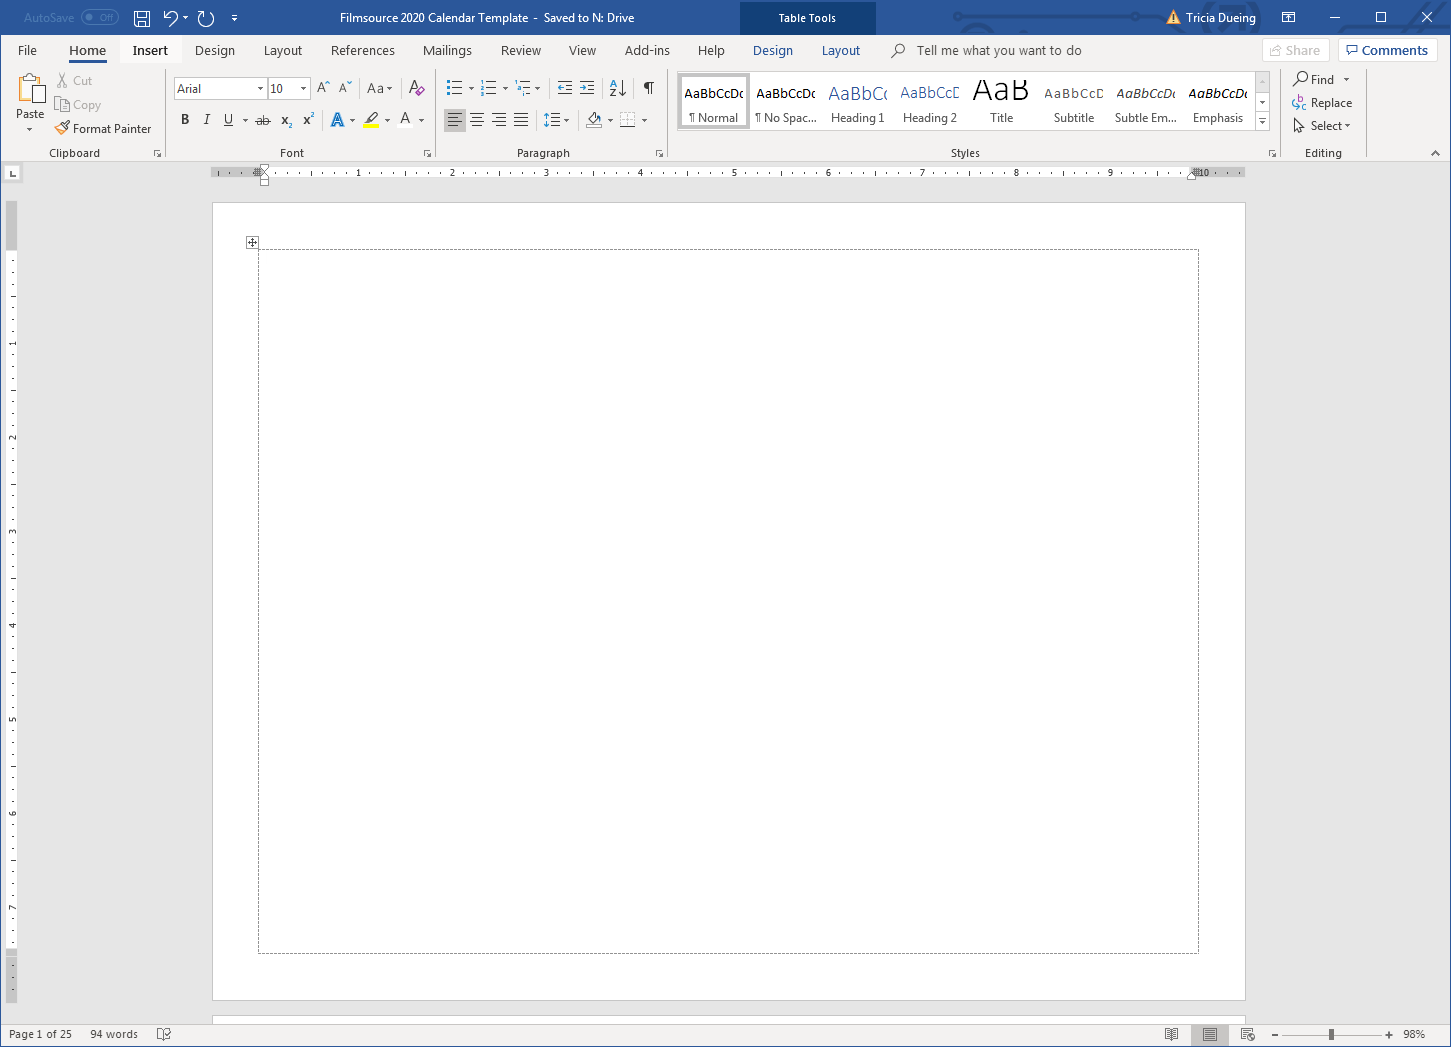 AutoSave Off Filmsource 2020 Calendar Template - Saved to N: Drive Table Tools Tricia Dueing
File Home Insert Design Layout References Mailings Review View Add-ins Help Design Layout Tell me what you want to do Share Comments
Paste
Cut
Copy
Format Painter
Clipboard
Arial 10 A A Aa A
B I U ab x2 x2 A A
Font
Paragraph
AaBbCcDc AaBbCcDc AaBbCc AaBbCcD AaB AaBbCcD AaBbCcDc AaBbCcDc
¶ Normal ¶ No Spac... Heading 1 Heading 2 Title Subtitle Subtle Em... Emphasis
Styles
Find
Replace
Select
Editing
1 2 3 4 5 6 7 8 9 10
1
2
3
4
5
6
7
Page 1 of 25 94 words 98%